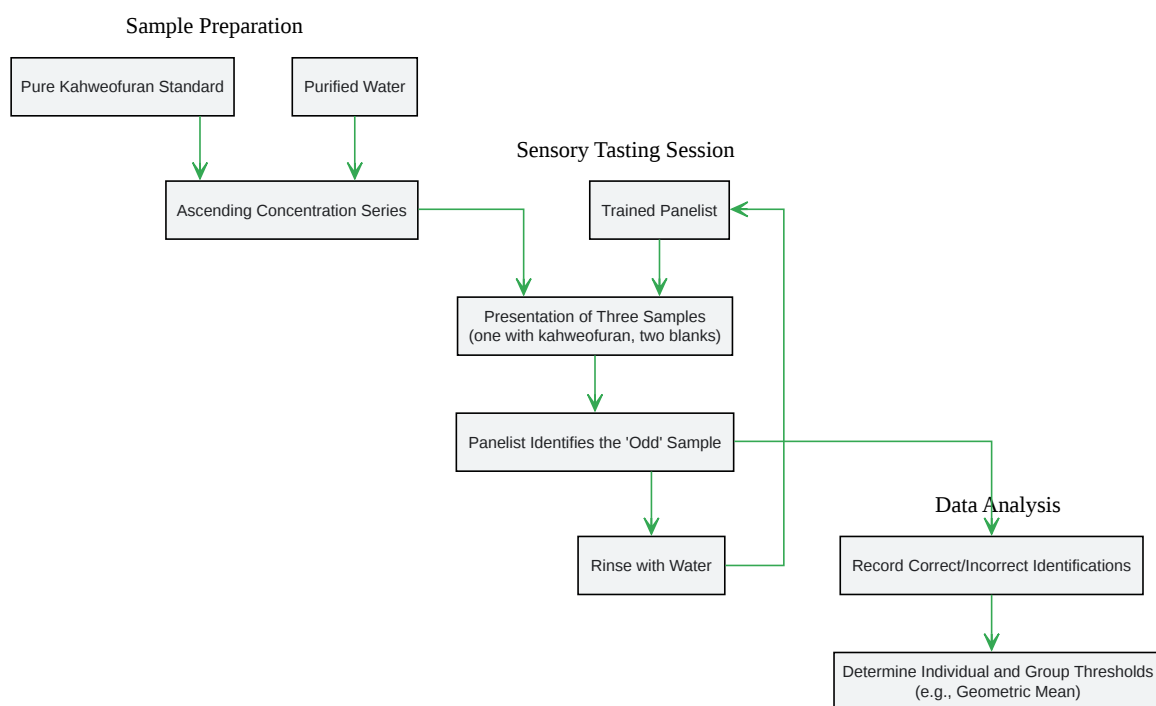 Sample Preparation
Pure Kahweofuran Standard
Purified Water
Ascending Concentration Series
Sensory Tasting Session
Trained Panelist
Presentation of Three Samples
(one with kahweofuran, two blanks)
Panelist Identifies the 'Odd' Sample
Rinse with Water
Data Analysis
Record Correct/Incorrect Identifications
Determine Individual and Group Thresholds
(e.g., Geometric Mean)